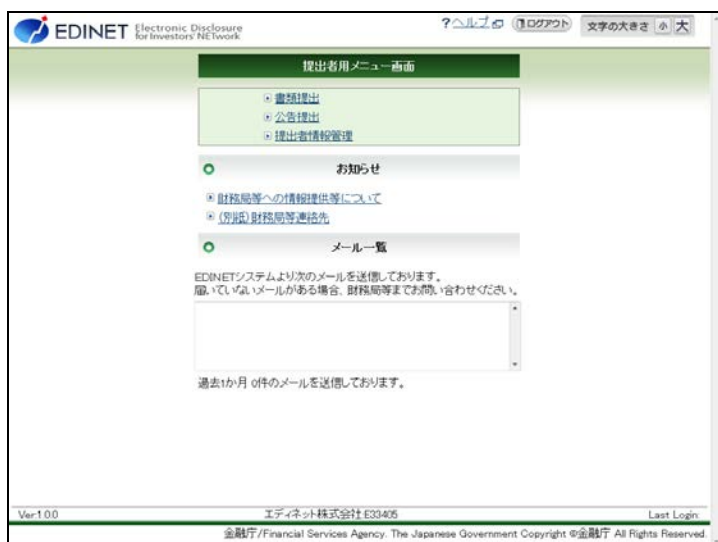 EDINET Electronic Disclosure for Investors' NETwork
?ヘルプ ログアウト 文字の大きさ 小 大
提出者用メニュー画面
書類提出
公告提出
提出者情報管理
お知らせ
財務局等への情報提供等について
(別紙)財務局等連絡先
メール一覧
EDINETシステムより次のメールを送信しております。
届いていないメールがある場合、財務局等までお問い合わせください。
過去1か月 0件のメールを送信しております。
Ver.1.0.0 エディネット株式会社 E33405 Last Login:
金融庁/Financial Services Agency. The Japanese Government Copyright ©金融庁 All Rights Reserved.